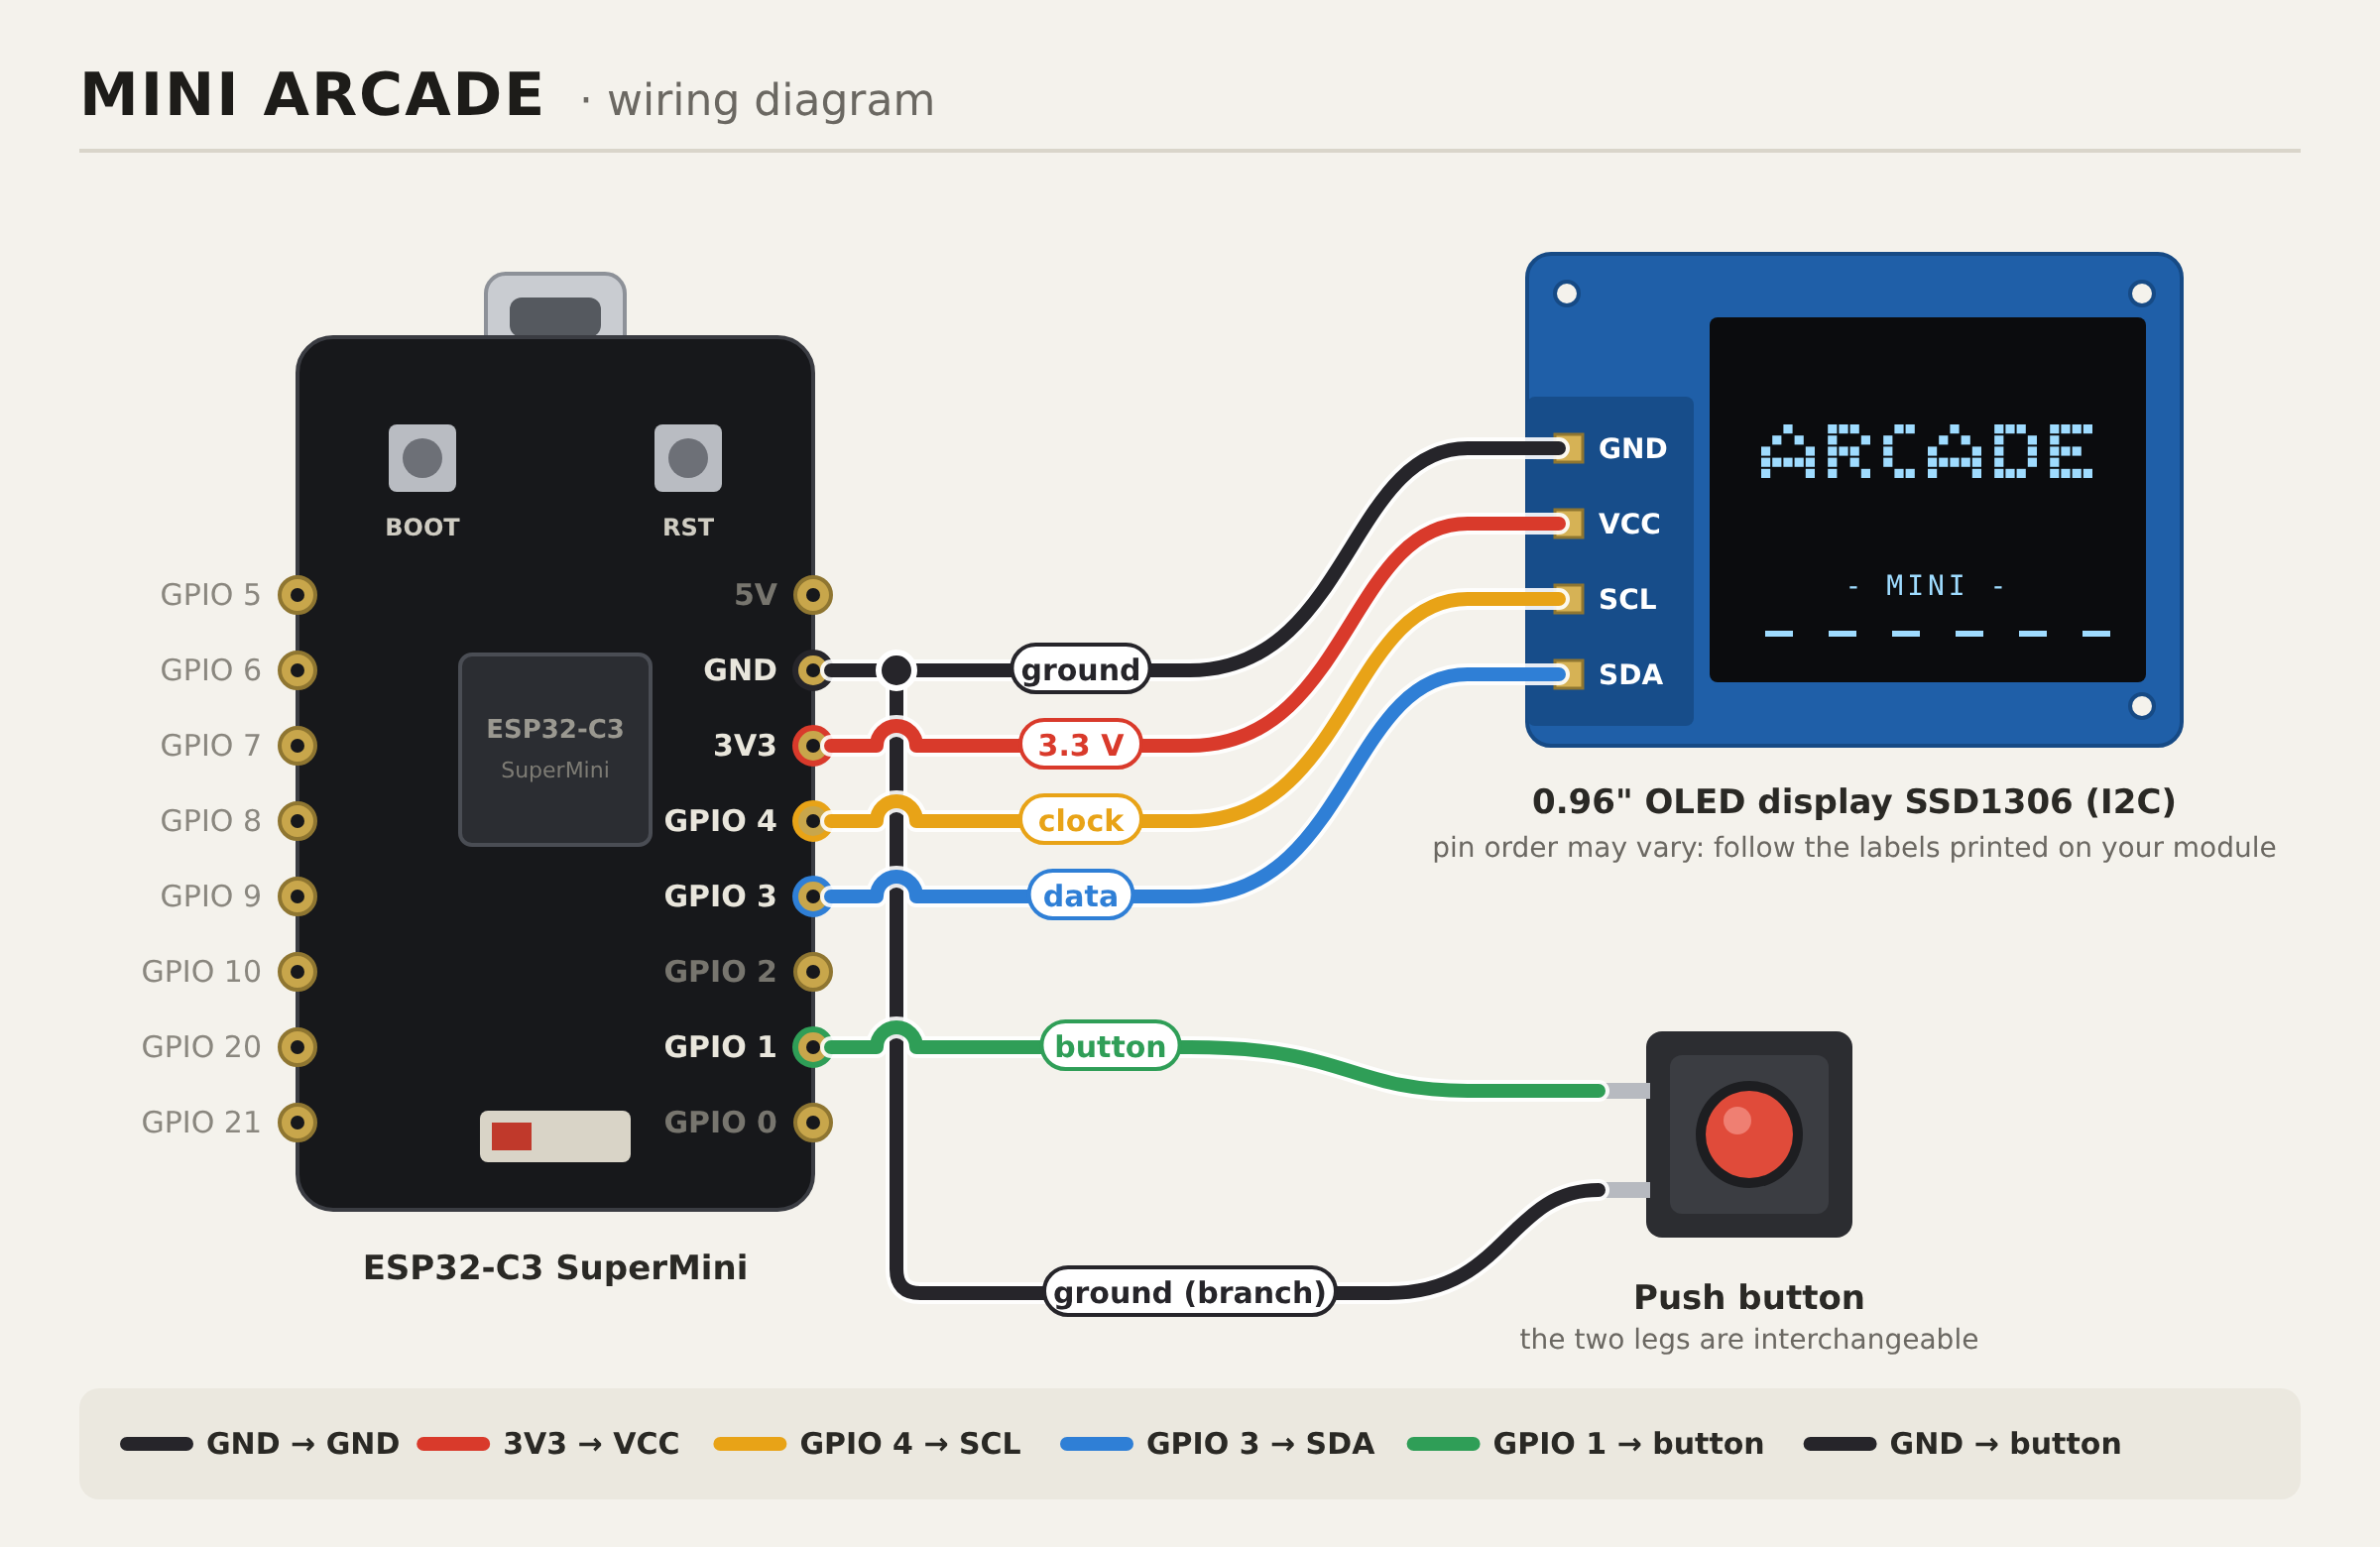 MINI ARCADE · wiring diagram
BOOT
RST
GPIO 5
GPIO 6
GPIO 7
GPIO 8
GPIO 9
GPIO 10
GPIO 20
GPIO 21
ESP32-C3
SuperMini
5V
GND
3V3
GPIO 4
GPIO 3
GPIO 2
GPIO 1
GPIO 0
ESP32-C3 SuperMini
ground
3.3 V
clock
data
button
ground (branch)
GND
VCC
SCL
SDA
ARCADE
- MINI -
0.96" OLED display SSD1306 (I2C)
pin order may vary: follow the labels printed on your module
Push button
the two legs are interchangeable
GND → GND
3V3 → VCC
GPIO 4 → SCL
GPIO 3 → SDA
GPIO 1 → button
GND → button